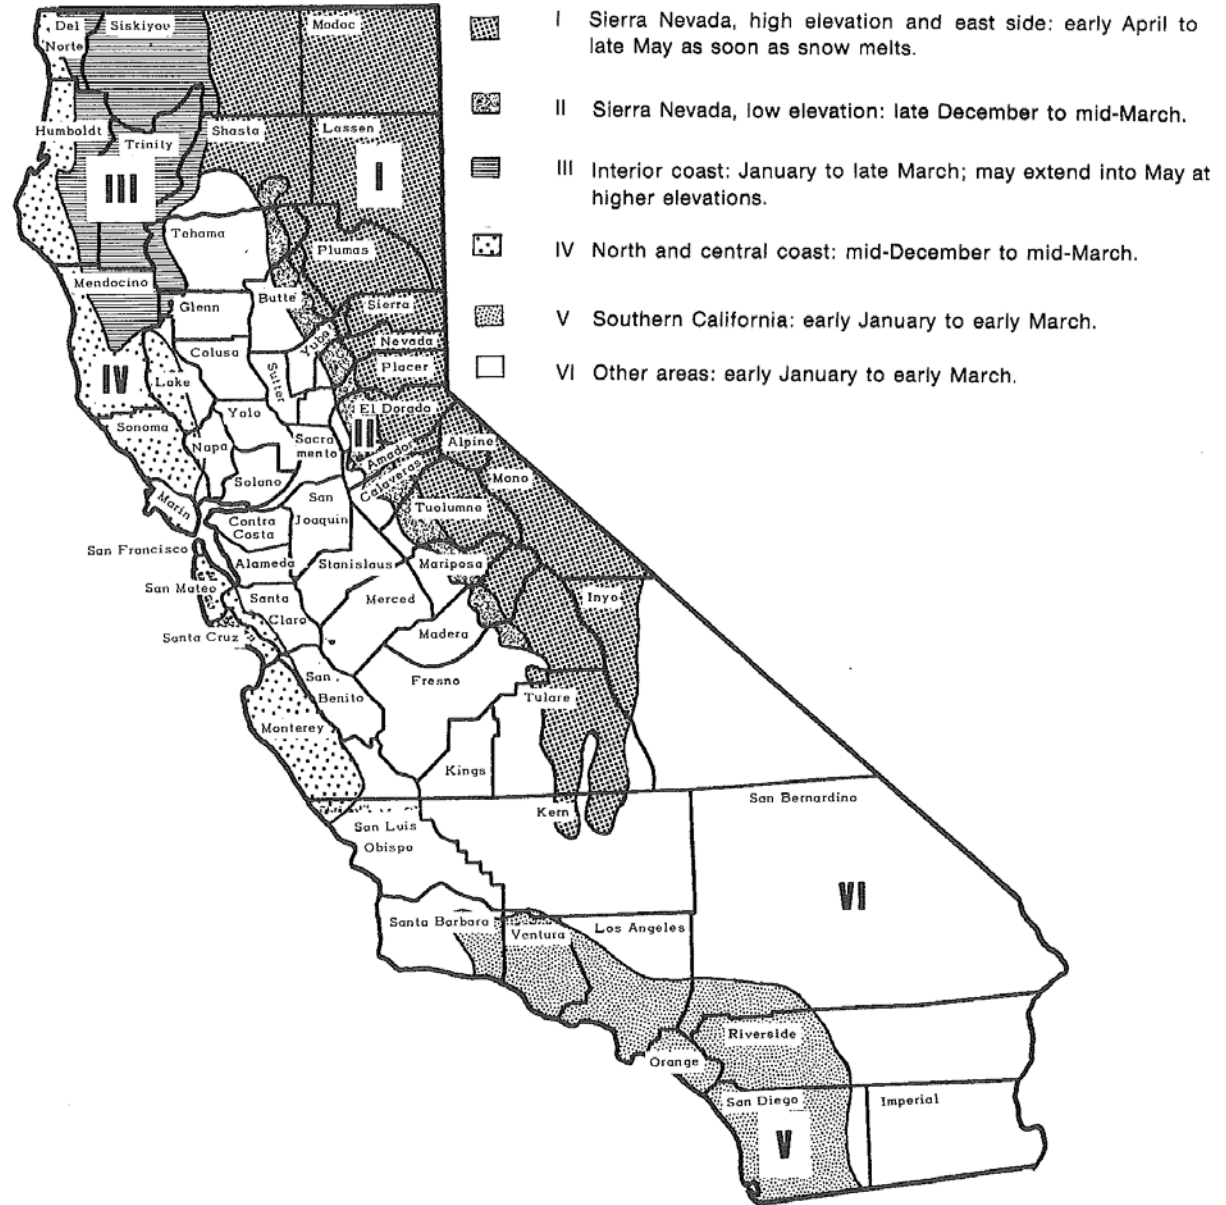 I Sierra Nevada, high elevation and east side: early April to
late May as soon as snow melts.
II Sierra Nevada, low elevation: late December to mid-March.
III Interior coast: January to late March; may extend into May at
higher elevations.
IV North and central coast: mid-December to mid-March.
V Southern California: early January to early March.
VI Other areas: early January to early March.
Del
Norte
Siskiyou
Modoc
Humboldt
Trinity
Shasta
Lassen
III
I
Tehama
Plumas
Mendocino
Glenn
Butte
Sierra
Colusa
Yuba
Nevada
Placer
IV
Lake
Sutter
El Dorado
Sonoma
Yolo
Napa
Sacra
mento
II
Amador
Alpine
Solano
Calaveras
Mono
Marin
San
Joaquin
Tuolumne
Contra
Costa
San Francisco
Alameda
Stanislaus
Mariposa
San Mateo
Santa
Claro
Merced
Inyo
Santa Cruz
Madera
San
Benito
Fresno
Tulare
Monterey
Kings
San Bernardino
Kern
San Luis
Obispo
VI
Santa Barbara
Ventura
Los Angeles
Riverside
Orange
San Diego
Imperial
V